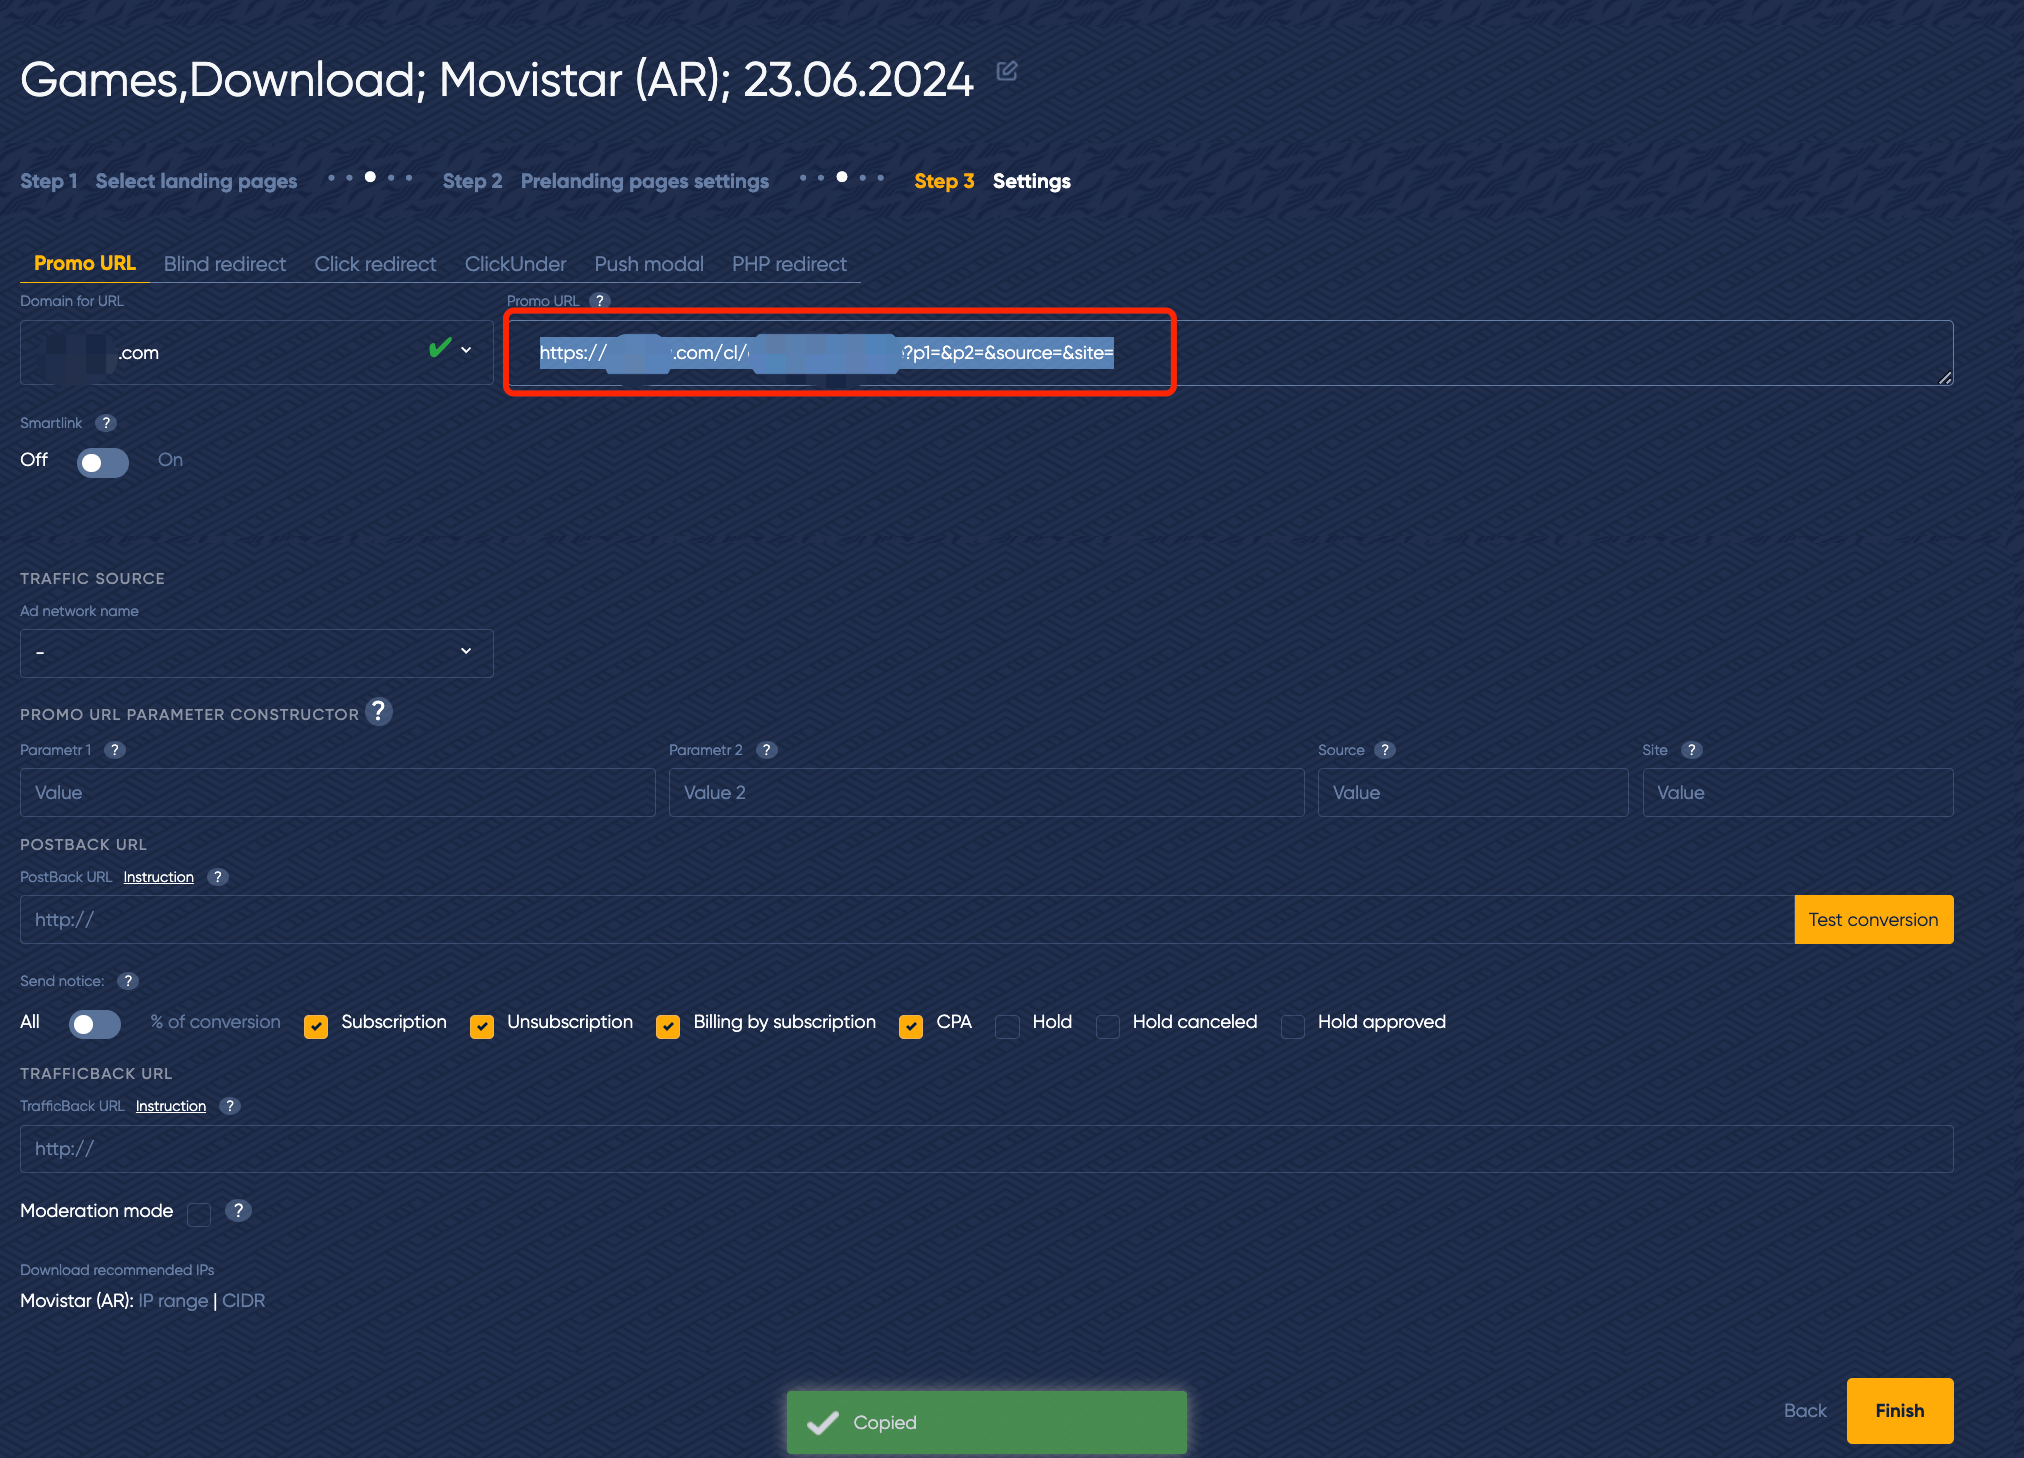 Games,Download; Movistar (AR); 23.06.2024
Step 1 Select landing pages Step 2 Prelanding pages settings Step 3 Settings
Promo URL Blind redirect Click redirect ClickUnder Push modal PHP redirect
Domain for URL Promo URL ?
.com https:// .com/cl/ ?p1=&p2=&source=&site=
Smartlink ?
Off On
TRAFFIC SOURCE
Ad network name
-
PROMO URL PARAMETER CONSTRUCTOR ?
Parametr 1 ? Parametr 2 ? Source ? Site ?
Value Value 2 Value Value
POSTBACK URL
PostBack URL Instruction ?
http:// Test conversion
Send notice: ?
All % of conversion Subscription Unsubscription Billing by subscription CPA Hold Hold canceled Hold approved
TRAFFICBACK URL
TrafficBack URL Instruction ?
http://
Moderation mode ?
Download recommended IPs
Movistar (AR): IP range | CIDR
Copied
Back Finish